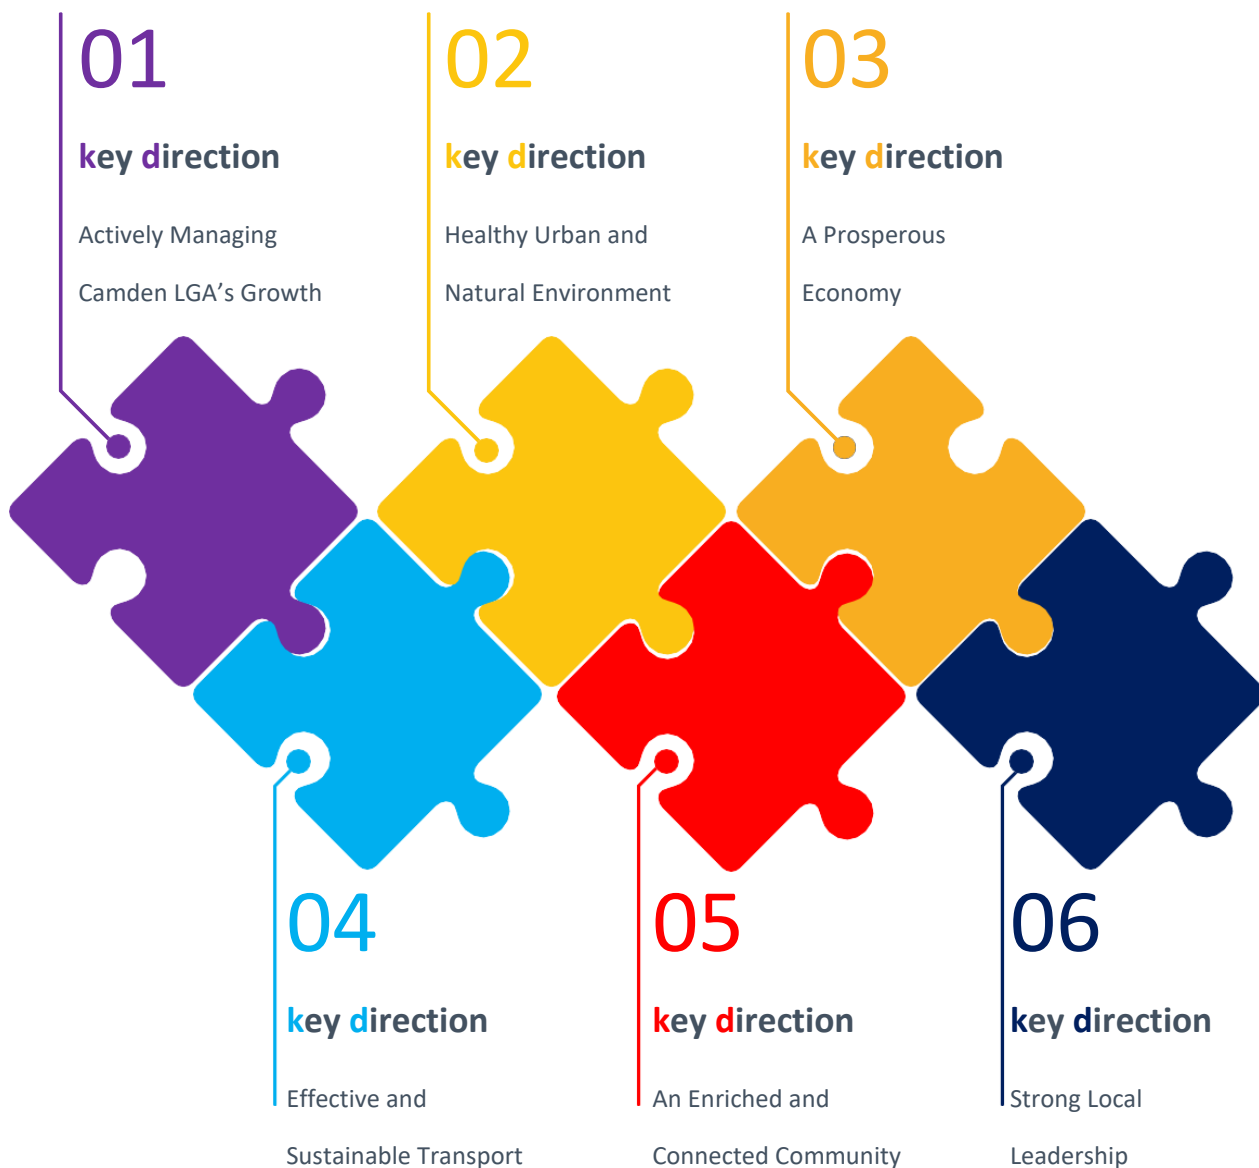 01
key direction
Actively Managing
Camden LGA’s Growth
02
key direction
Healthy Urban and
Natural Environment
03
key direction
A Prosperous
Economy
04
key direction
Effective and
Sustainable Transport
05
key direction
An Enriched and
Connected Community
06
key direction
Strong Local
Leadership